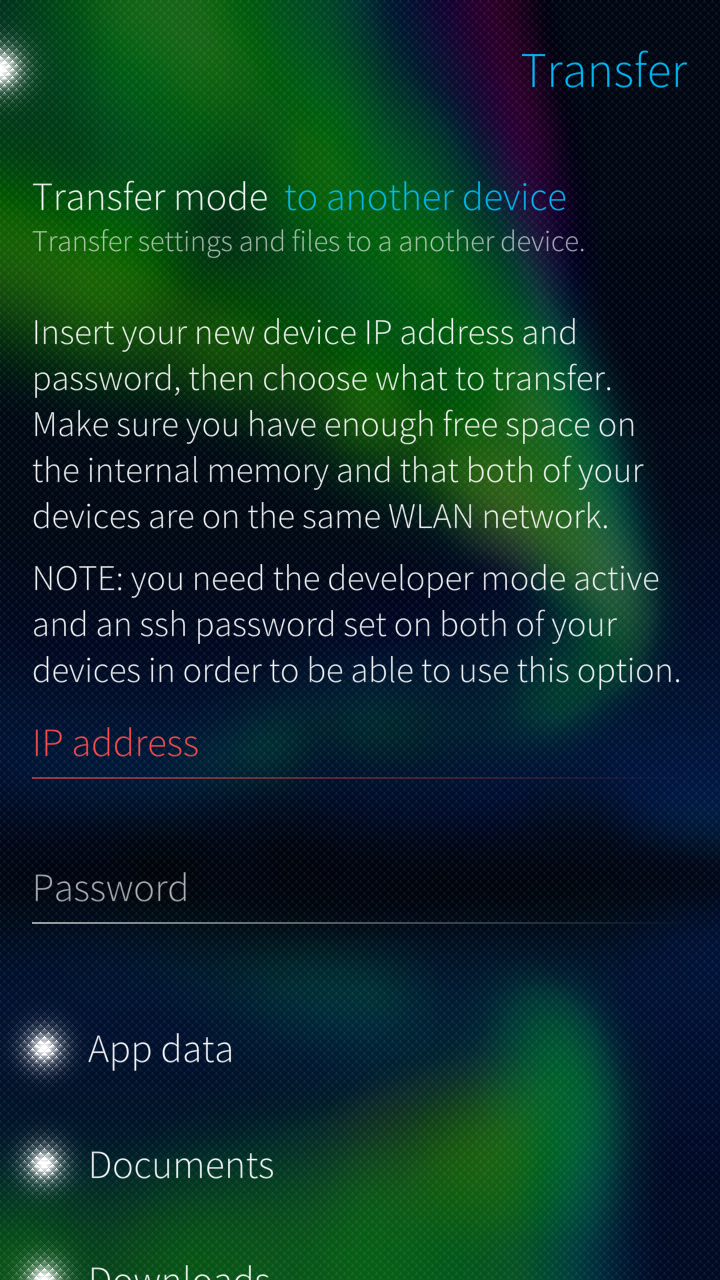 Transfer
Transfer mode to another device
Transfer settings and files to a another device.
Insert your new device IP address and
password, then choose what to transfer.
Make sure you have enough free space on
the internal memory and that both of your
devices are on the same WLAN network.
NOTE: you need the developer mode active
and an ssh password set on both of your
devices in order to be able to use this option.
IP address
Password
App data
Documents
Downloads